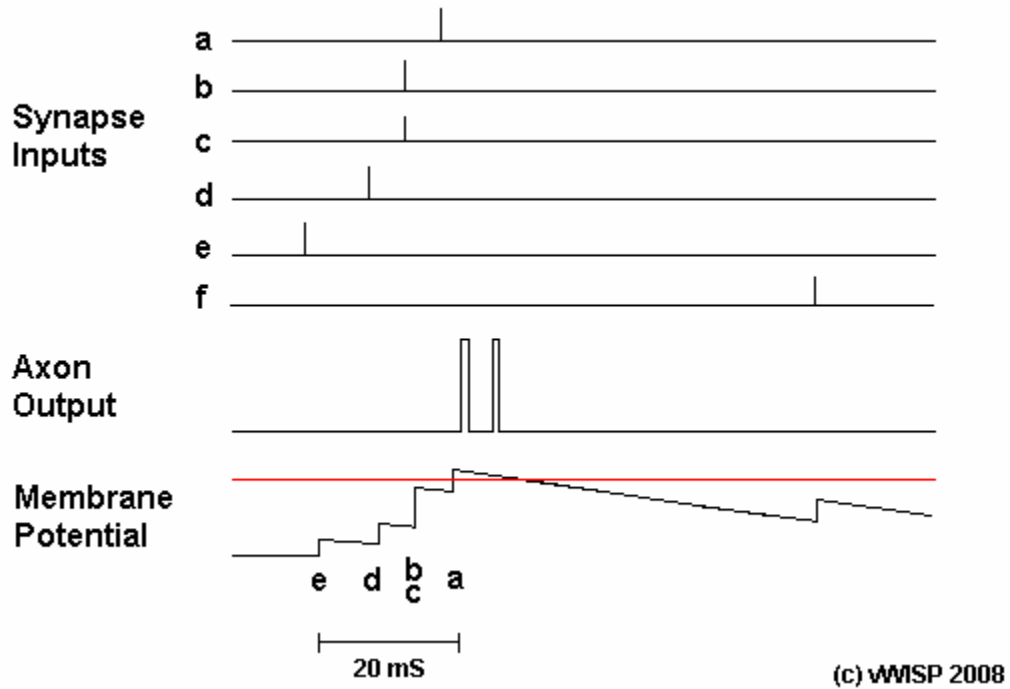 a
b
Synapse
Inputs
c
d
e
f
Axon
Output
Membrane
Potential
e d b a
c
20 mS
(c) vWISP 2008